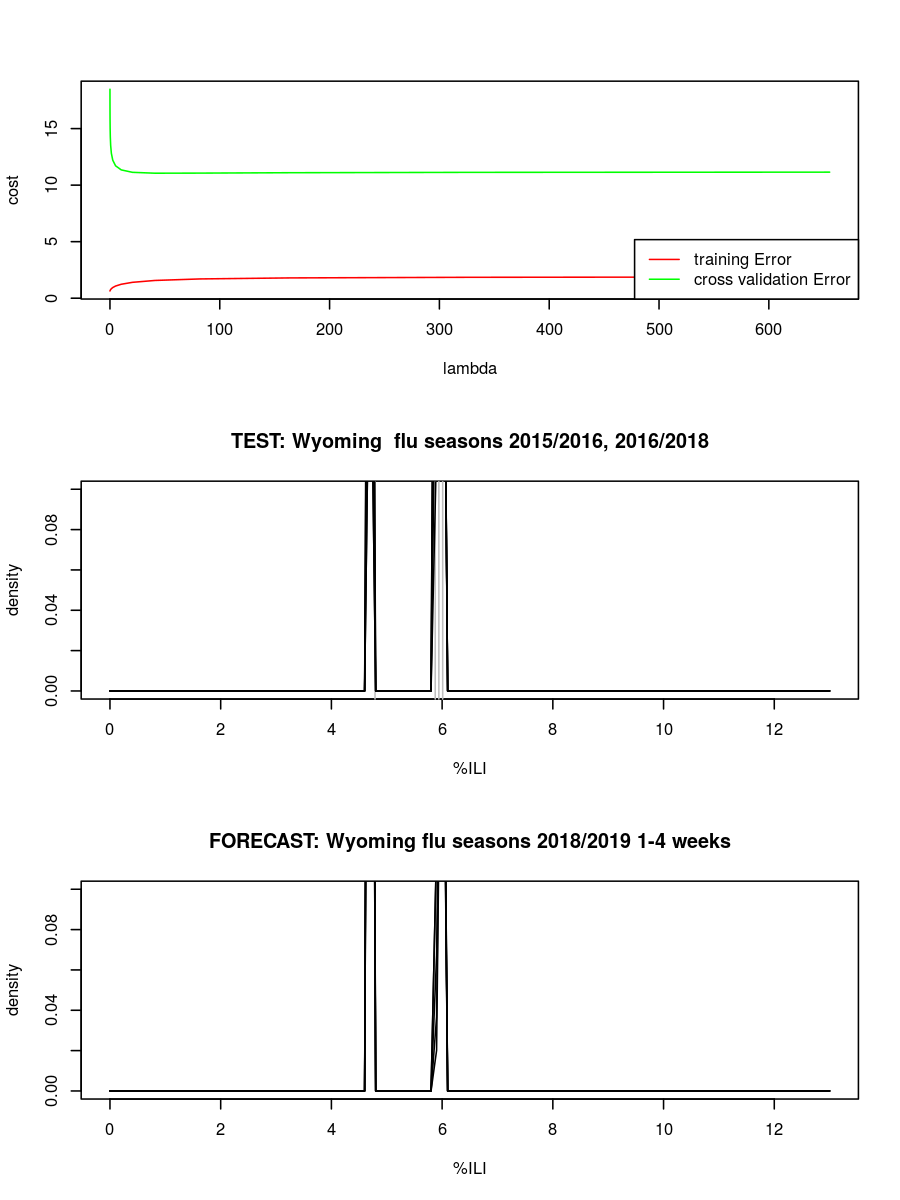 cost
15
10
5
0
training Error
cross validation Error
0 100 200 300 400 500 600
lambda
TEST: Wyoming  flu seasons 2015/2016, 2016/2018
density
0.08
0.04
0.00
0 2 4 6 8 10 12
%ILI
FORECAST: Wyoming flu seasons 2018/2019 1-4 weeks
density
0.08
0.04
0.00
0 2 4 6 8 10 12
%ILI